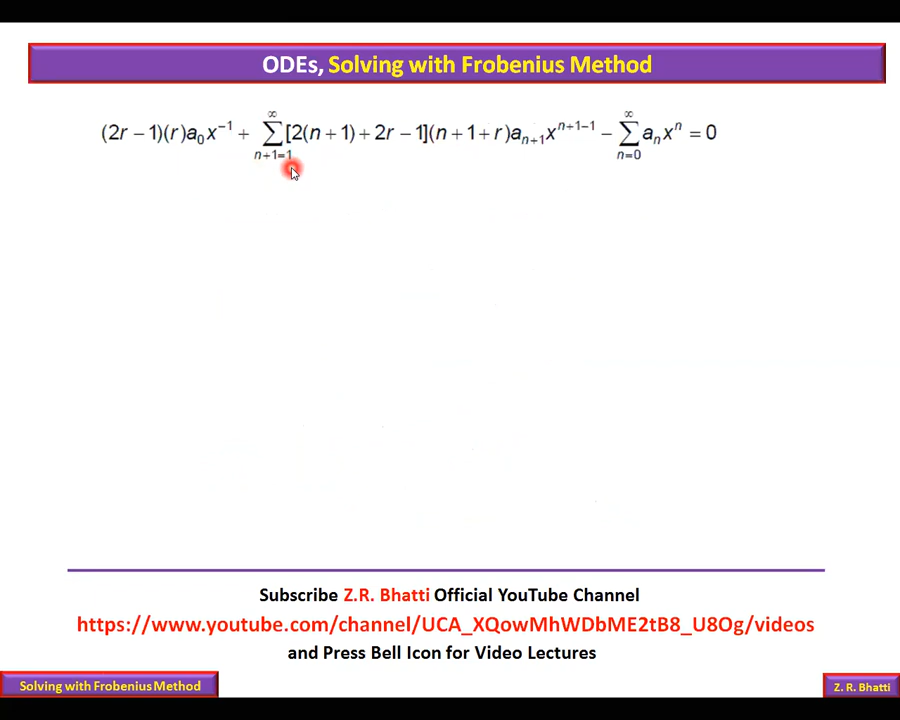 ODEs, Solving with Frobenius Method
(2r − 1)(r)a₀x⁻¹ + ∑_{n+1=1}^{∞} [2(n + 1) + 2r − 1](n + 1 + r)a_{n+1}x^{n+1−1} − ∑_{n=0}^{∞} a_n x^n = 0
Subscribe Z.R. Bhatti Official YouTube Channel
https://www.youtube.com/channel/UCA_XQowMhWDbME2tB8_U8Og/videos
and Press Bell Icon for Video Lectures
Solving with Frobenius Method
Z. R. Bhatti